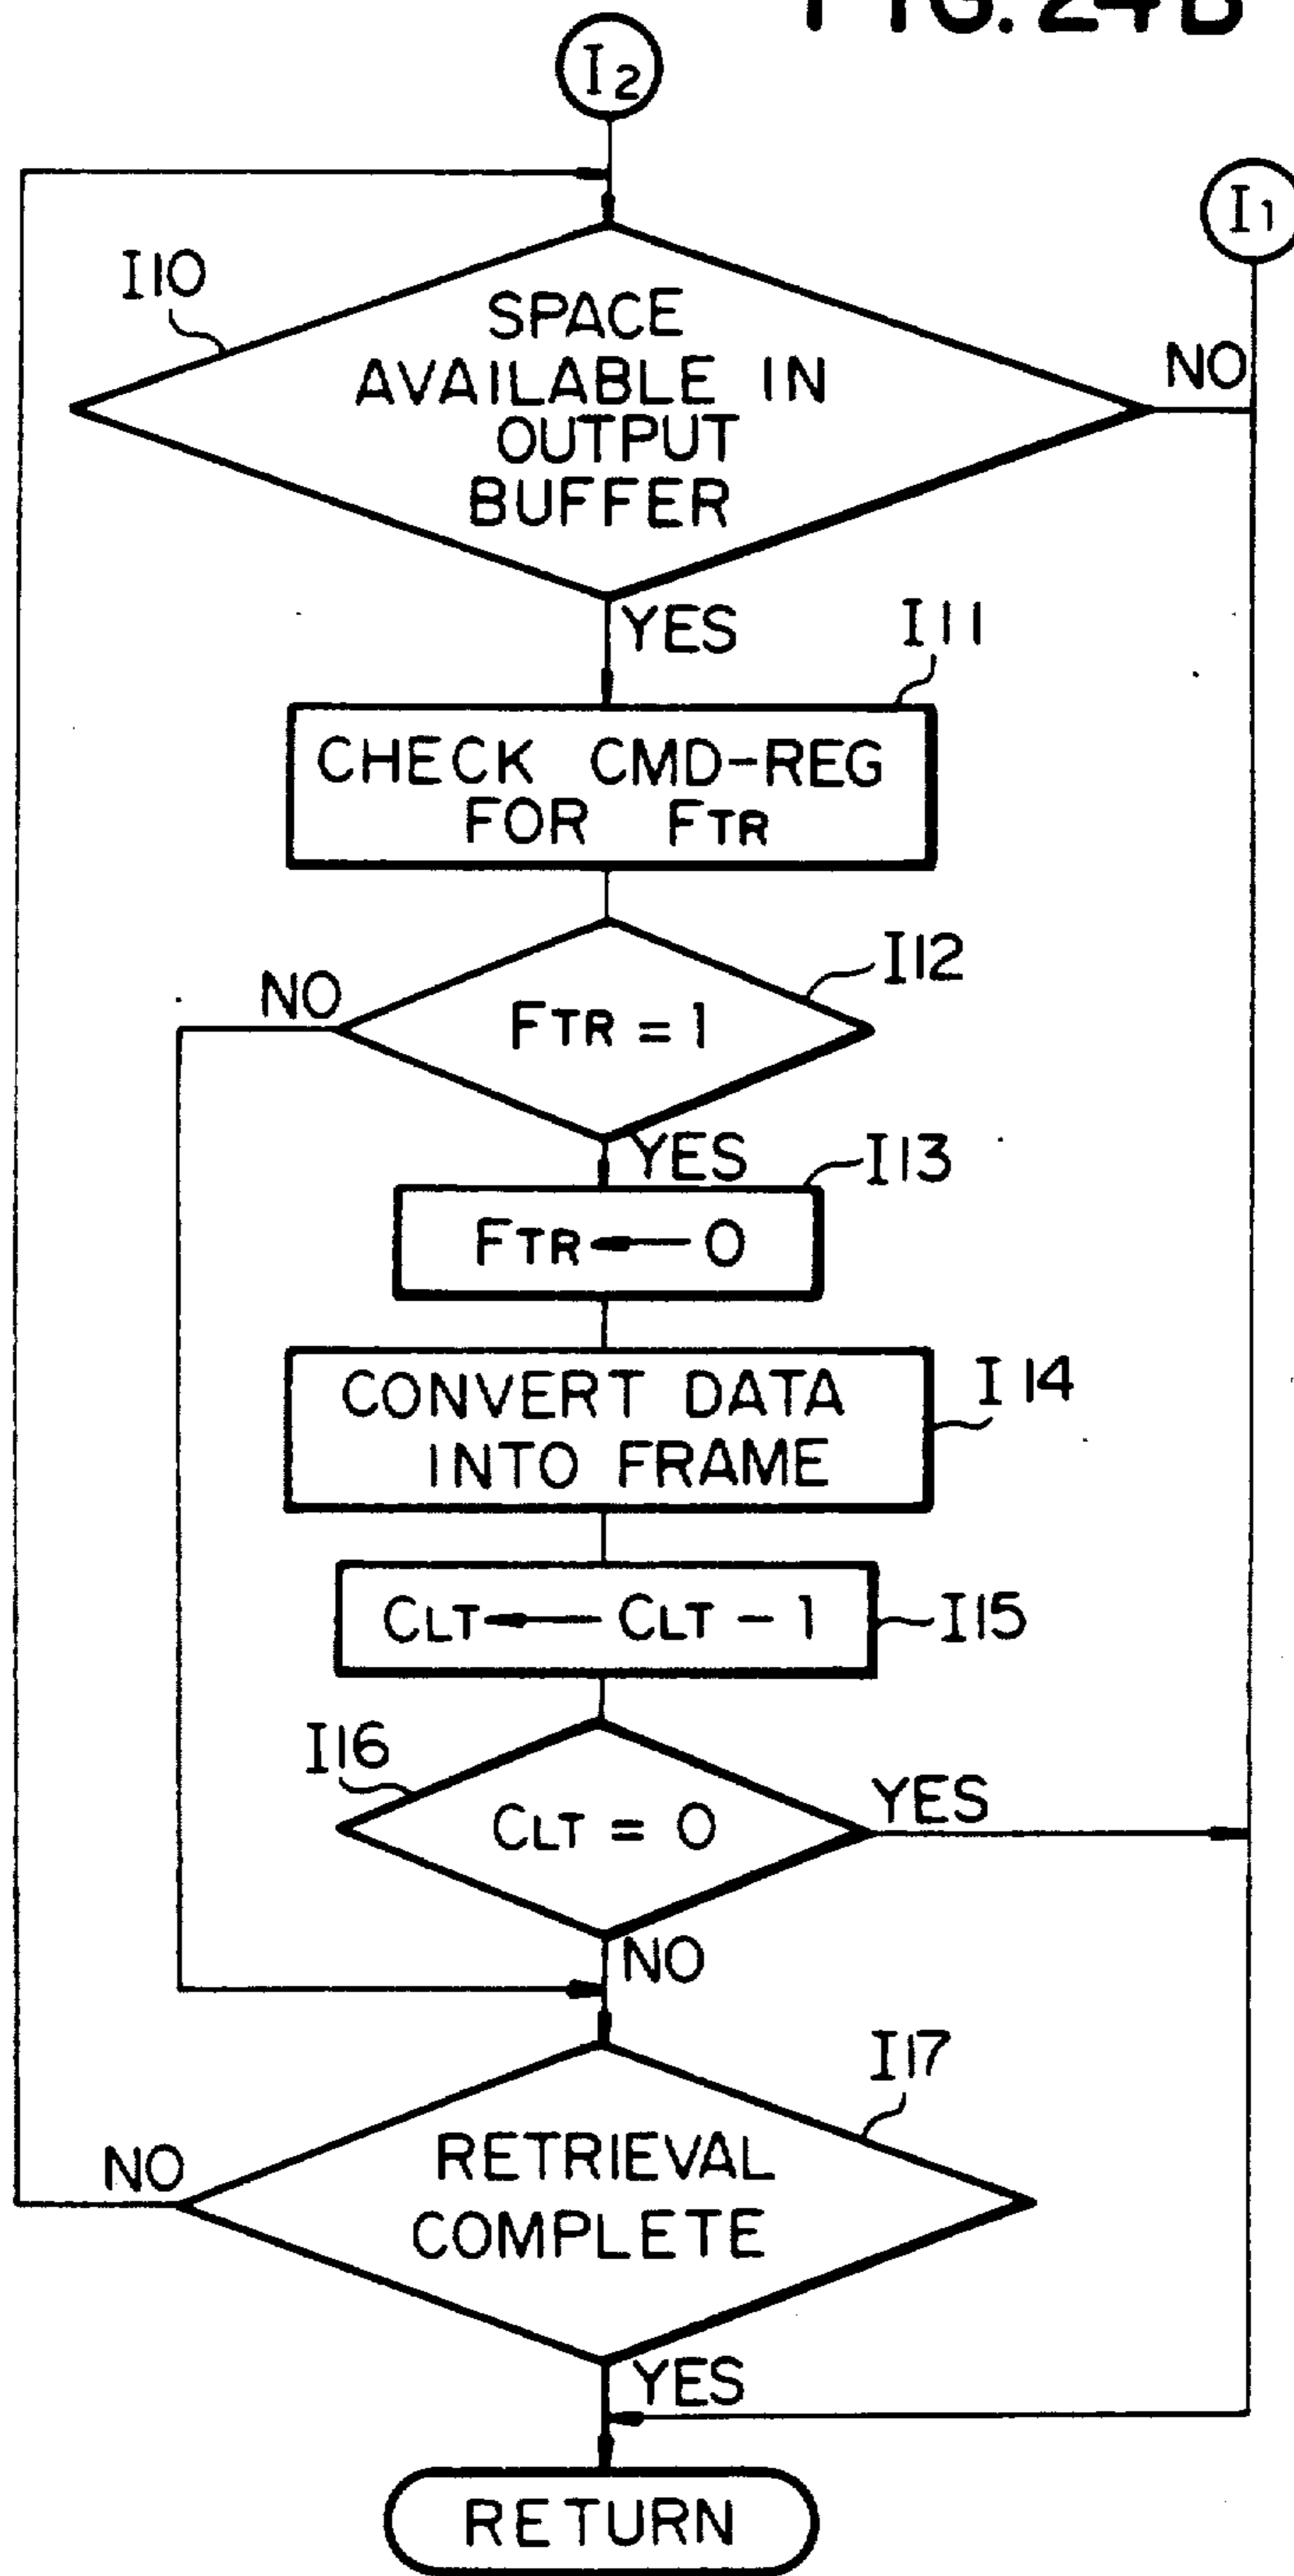 FIG. 24B
I2
I1
I10
SPACE
AVAILABLE IN
OUTPUT
BUFFER
NO
YES
I11
CHECK CMD-REG
FOR FTR
I12
NO
FTR = 1
YES
I13
FTR ← 0
I14
CONVERT DATA
INTO FRAME
CLT ← CLT - 1
I15
I16
CLT = 0
YES
NO
I17
NO
RETRIEVAL
COMPLETE
YES
RETURN